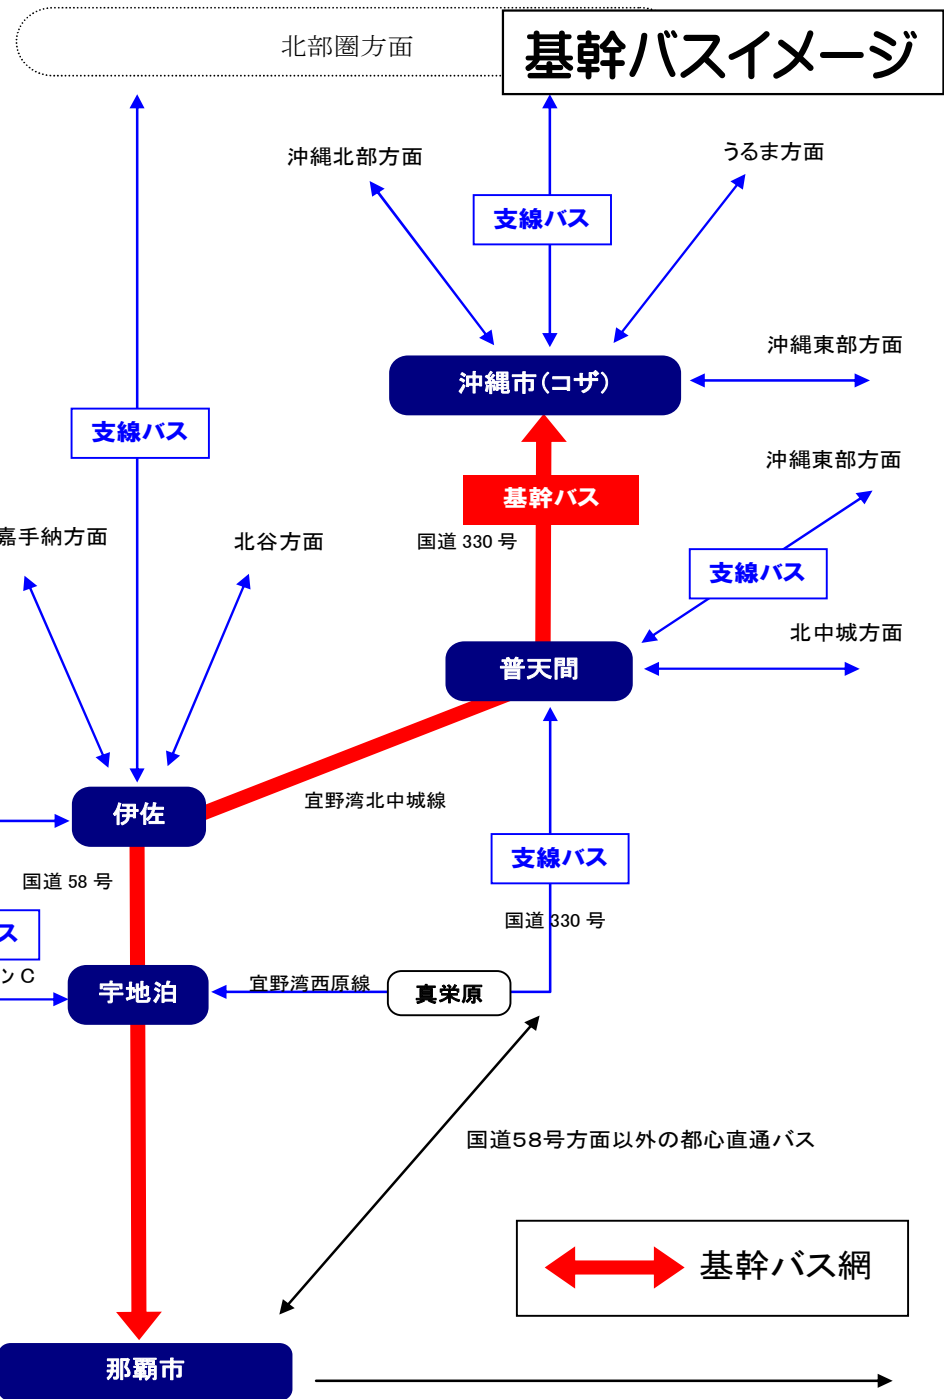 北部圏方面
基幹バスイメージ
沖縄北部方面
うるま方面
支線バス
沖縄東部方面
沖縄市（コザ）
支線バス
沖縄東部方面
基幹バス
嘉手納方面
北谷方面
国道 330 号
支線バス
北中城方面
普天間
伊佐
宜野湾北中城線
支線バス
国道 58 号
国道 330 号
ス
ン C
宇地泊
宜野湾西原線
真栄原
国道５８号方面以外の都心直通バス
基幹バス網
那覇市